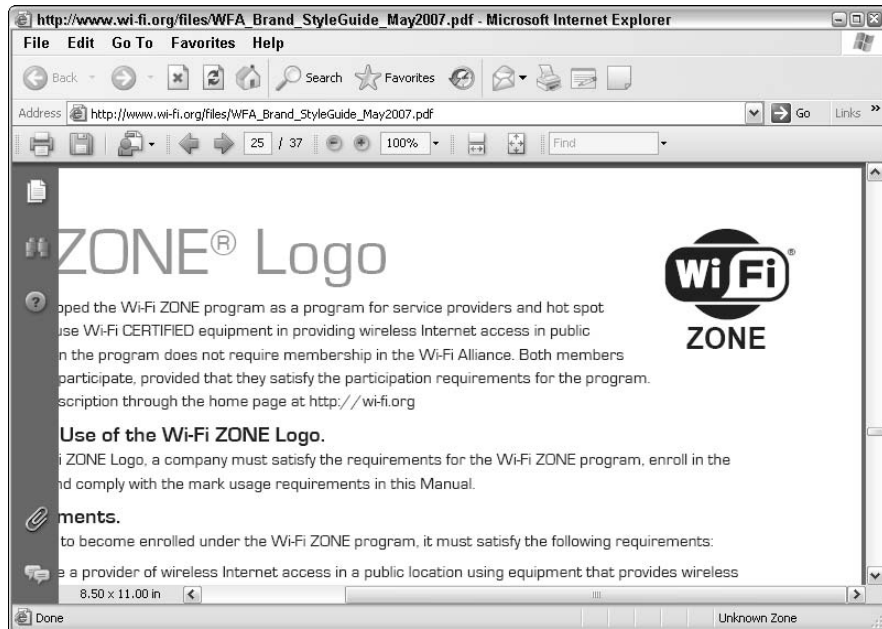 http://www.wi-fi.org/files/WFA_Brand_StyleGuide_May2007.pdf - Microsoft Internet Explorer
File Edit Go To Favorites Help
Back Search Favorites
Address http://www.wi-fi.org/files/WFA_Brand_StyleGuide_May2007.pdf Go Links »
25 / 37 100% Find
ZONE® Logo
Wi Fi®
ZONE
oped the Wi-Fi ZONE program as a program for service providers and hot spot
use Wi-Fi CERTIFIED equipment in providing wireless Internet access in public
n the program does not require membership in the Wi-Fi Alliance. Both members
participate, provided that they satisfy the participation requirements for the program.
scription through the home page at http://wi-fi.org
Use of the Wi-Fi ZONE Logo.
i ZONE Logo, a company must satisfy the requirements for the Wi-Fi ZONE program, enroll in the
nd comply with the mark usage requirements in this Manual.
ments.
to become enrolled under the Wi-Fi ZONE program, it must satisfy the following requirements:
e a provider of wireless Internet access in a public location using equipment that provides wireless
8.50 x 11.00 in
Done Unknown Zone